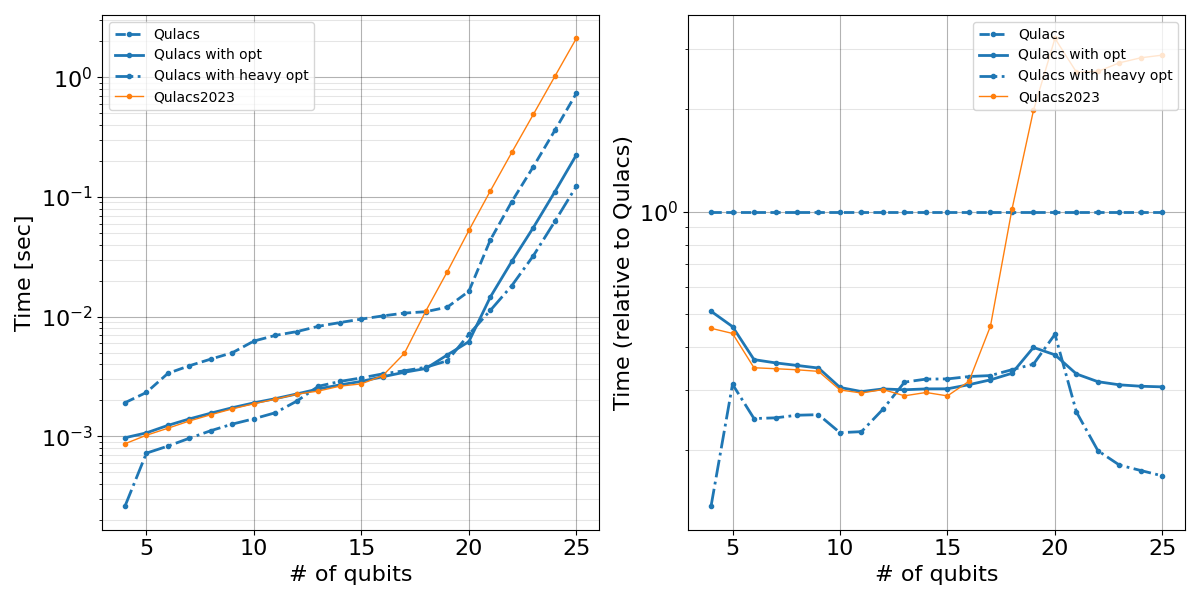 Qulacs
Qulacs with opt
Qulacs with heavy opt
Qulacs2023
10⁰
10⁻¹
10⁻²
10⁻³
Time [sec]
5 10 15 20 25
# of qubits
Qulacs
Qulacs with opt
Qulacs with heavy opt
Qulacs2023
10⁰
Time (relative to Qulacs)
5 10 15 20 25
# of qubits